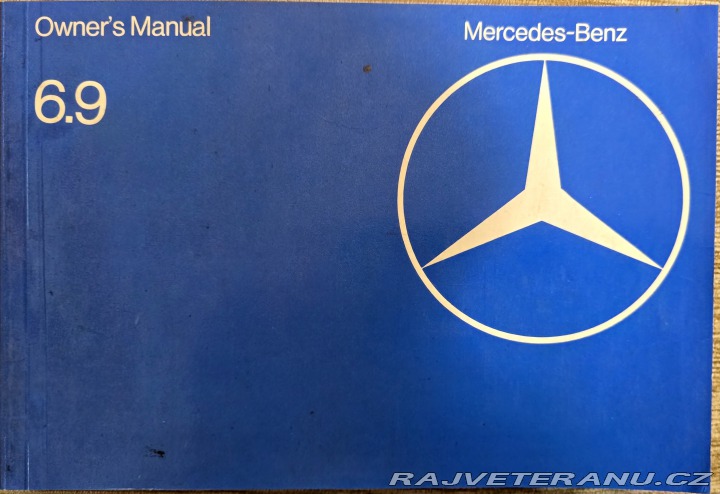 Owner's Manual
Mercedes-Benz
6.9
RAJVETERANU.CZ